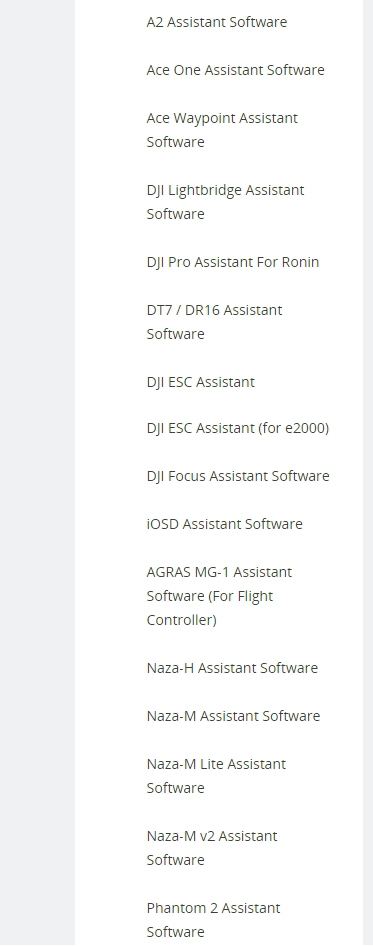 A2 Assistant Software
Ace One Assistant Software
Ace Waypoint Assistant
Software
DJI Lightbridge Assistant
Software
DJI Pro Assistant For Ronin
DT7 / DR16 Assistant
Software
DJI ESC Assistant
DJI ESC Assistant (for e2000)
DJI Focus Assistant Software
iOSD Assistant Software
AGRAS MG-1 Assistant
Software (For Flight
Controller)
Naza-H Assistant Software
Naza-M Assistant Software
Naza-M Lite Assistant
Software
Naza-M v2 Assistant
Software
Phantom 2 Assistant
Software